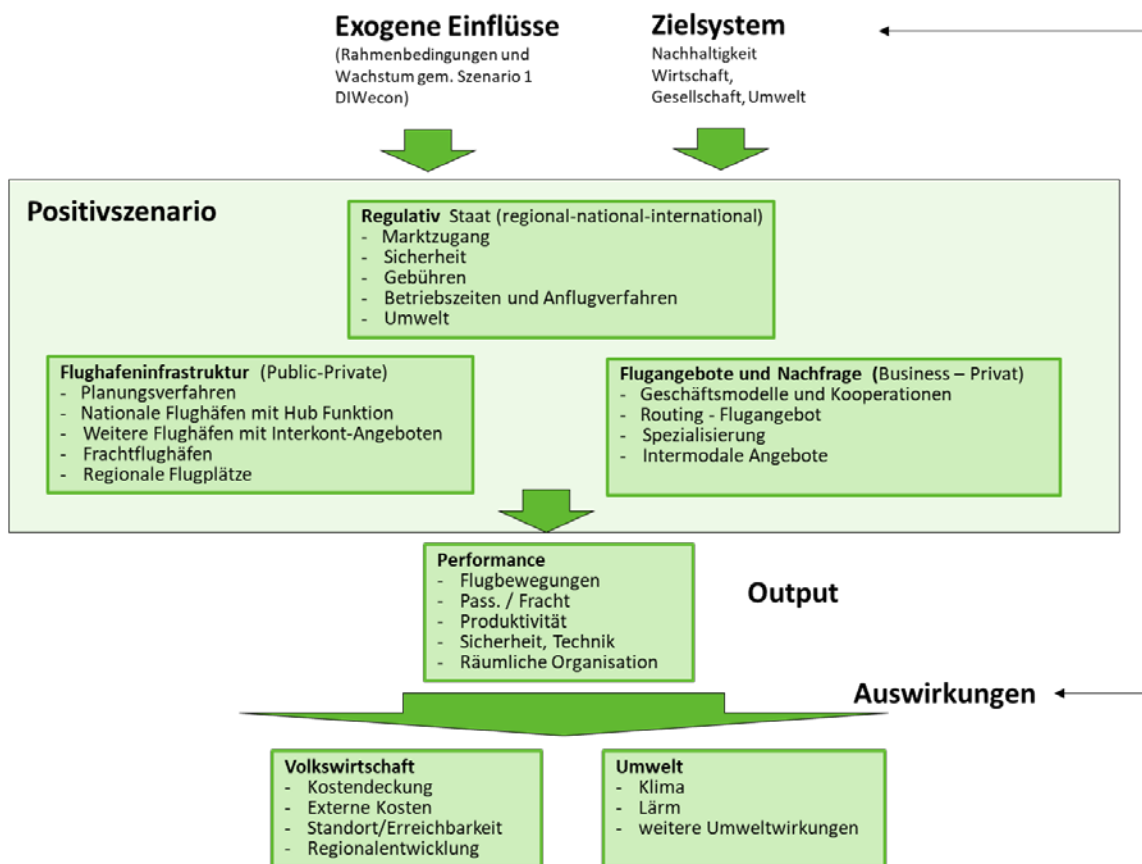 Exogene Einflüsse
(Rahmenbedingungen und
Wachstum gem. Szenario 1
DIWecon)
Zielsystem
Nachhaltigkeit
Wirtschaft,
Gesellschaft, Umwelt
Positivszenario
Regulativ Staat (regional-national-international)
- Marktzugang
- Sicherheit
- Gebühren
- Betriebszeiten und Anflugverfahren
- Umwelt
Flughafeninfrastruktur (Public-Private)
- Planungsverfahren
- Nationale Flughäfen mit Hub Funktion
- Weitere Flughäfen mit Interkont-Angeboten
- Frachtflughäfen
- Regionale Flugplätze
Flugangebote und Nachfrage (Business – Privat)
- Geschäftsmodelle und Kooperationen
- Routing - Flugangebot
- Spezialisierung
- Intermodale Angebote
Performance
- Flugbewegungen
- Pass. / Fracht
- Produktivität
- Sicherheit, Technik
- Räumliche Organisation
Output
Auswirkungen
Volkswirtschaft
- Kostendeckung
- Externe Kosten
- Standort/Erreichbarkeit
- Regionalentwicklung
Umwelt
- Klima
- Lärm
- weitere Umweltwirkungen